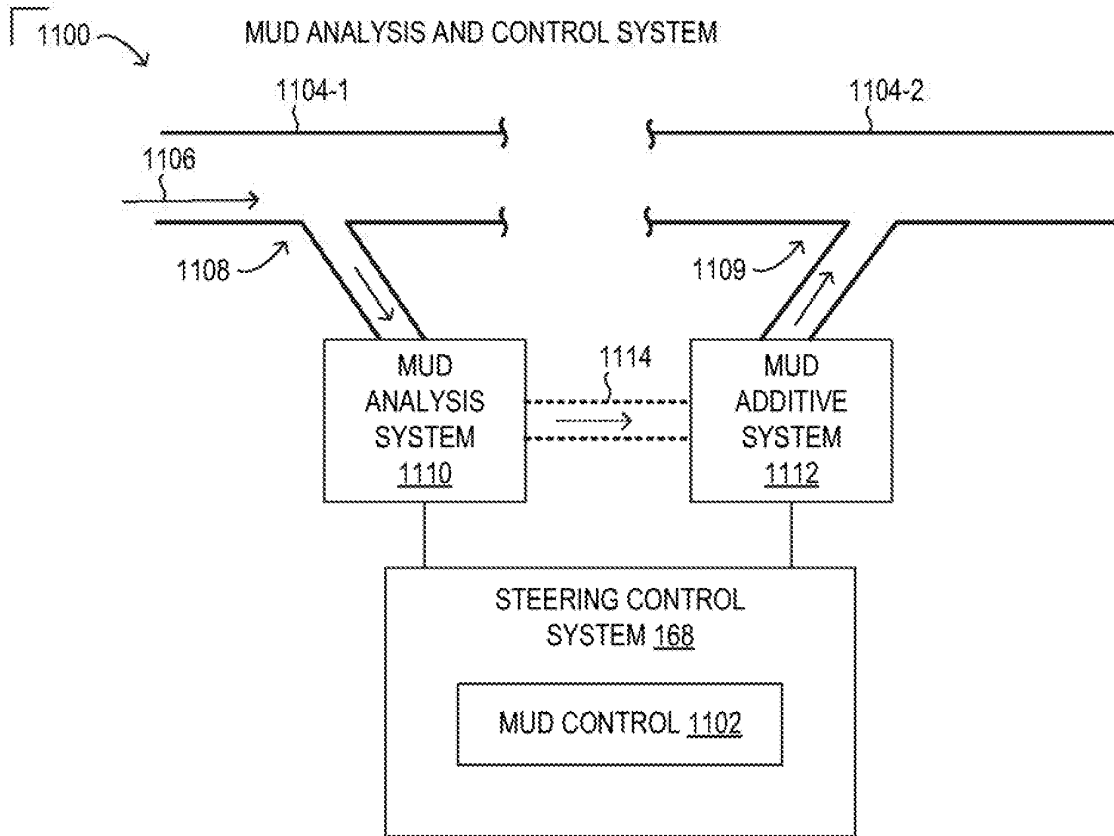 1100
MUD ANALYSIS AND CONTROL SYSTEM
1104-1
1104-2
1106
1108
1109
MUD
ANALYSIS
SYSTEM
1110
1114
MUD
ADDITIVE
SYSTEM
1112
STEERING CONTROL
SYSTEM 168
MUD CONTROL 1102